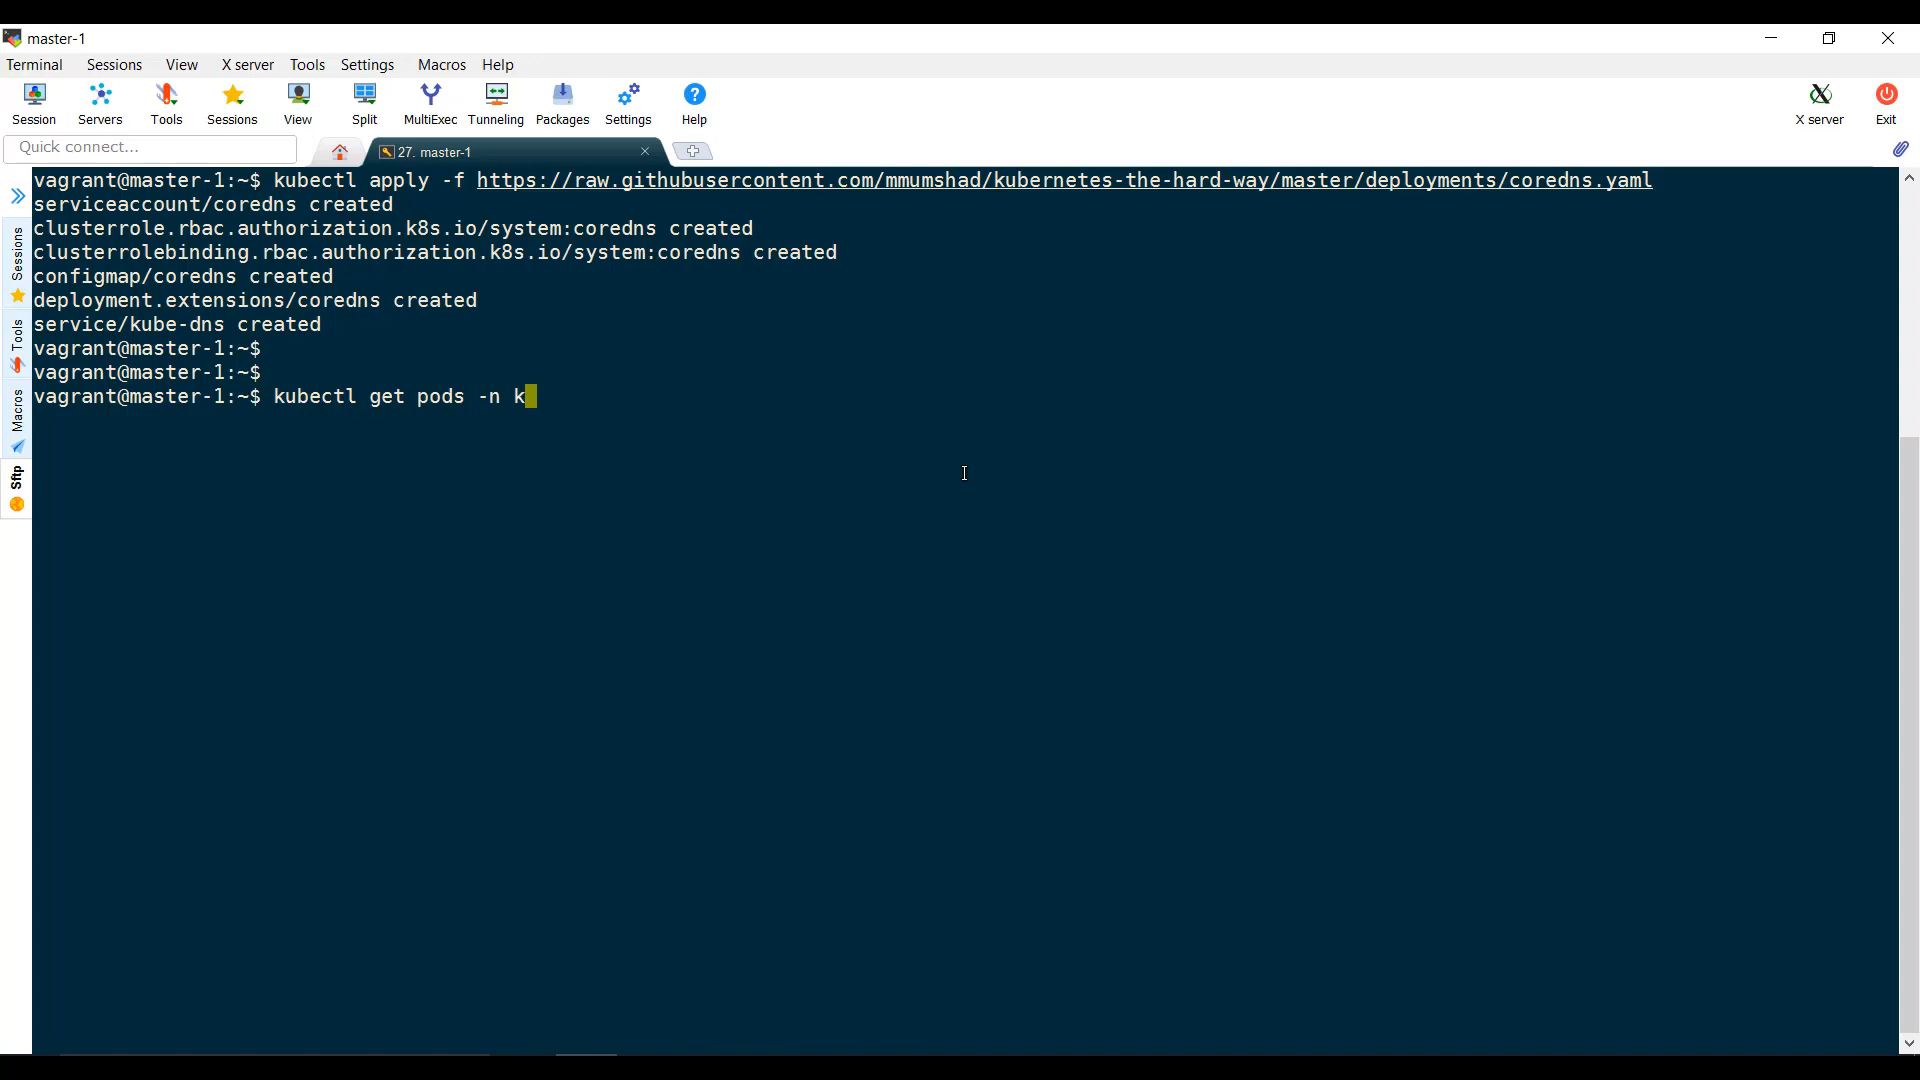 master-1
Terminal Sessions View X server Tools Settings Macros Help
Session Servers Tools Sessions View Split MultiExec Tunneling Packages Settings Help X server Exit
Quick connect... 27. master-1
vagrant@master-1:~$ kubectl apply -f https://raw.githubusercontent.com/mmumshad/kubernetes-the-hard-way/master/deployments/coredns.yaml
serviceaccount/coredns created
clusterrole.rbac.authorization.k8s.io/system:coredns created
clusterrolebinding.rbac.authorization.k8s.io/system:coredns created
configmap/coredns created
deployment.extensions/coredns created
service/kube-dns created
vagrant@master-1:~$
vagrant@master-1:~$
vagrant@master-1:~$ kubectl get pods -n k
Sessions
Tools
Macros
Sftp